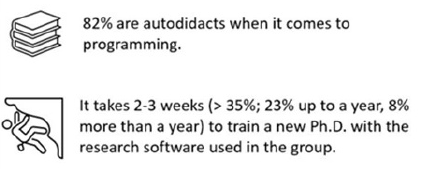 82% are autodidacts when it comes to
programming.
It takes 2-3 weeks (> 35%; 23% up to a year, 8%
more than a year) to train a new Ph.D. with the
research software used in the group.